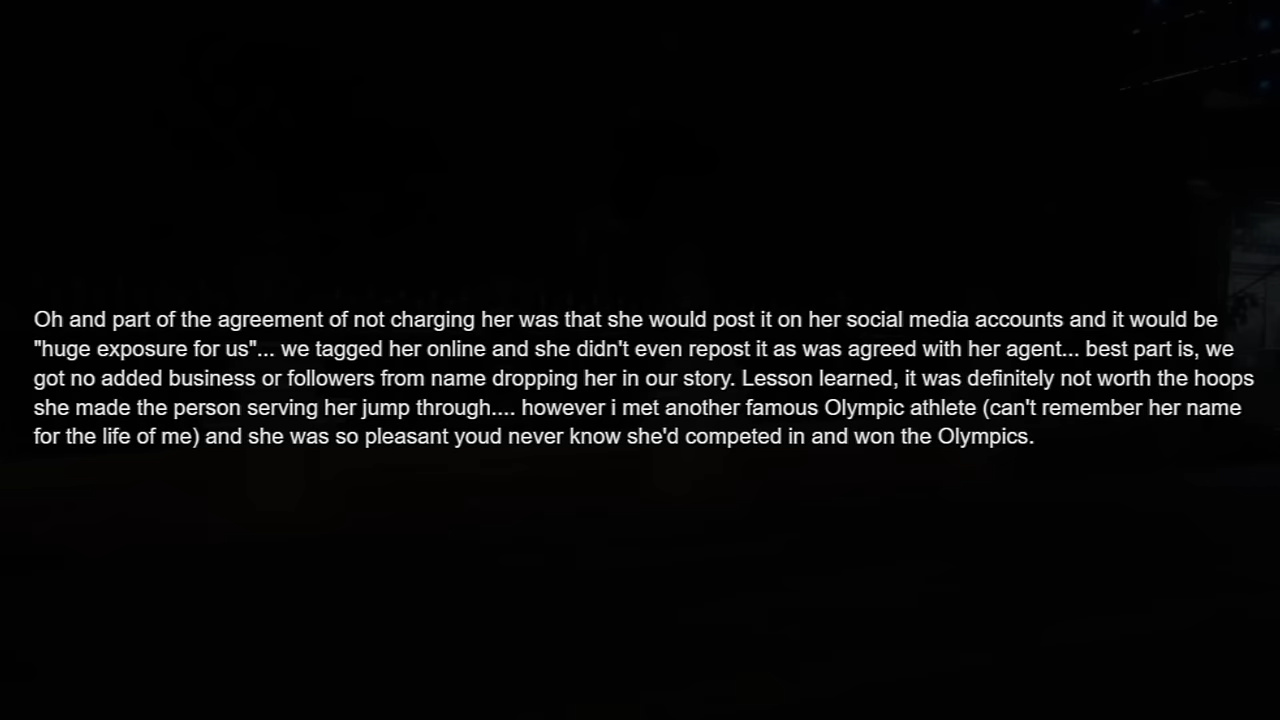 Oh and part of the agreement of not charging her was that she would post it on her social media accounts and it would be
"huge exposure for us"... we tagged her online and she didn't even repost it as was agreed with her agent... best part is, we
got no added business or followers from name dropping her in our story. Lesson learned, it was definitely not worth the hoops
she made the person serving her jump through.... however i met another famous Olympic athlete (can't remember her name
for the life of me) and she was so pleasant youd never know she'd competed in and won the Olympics.